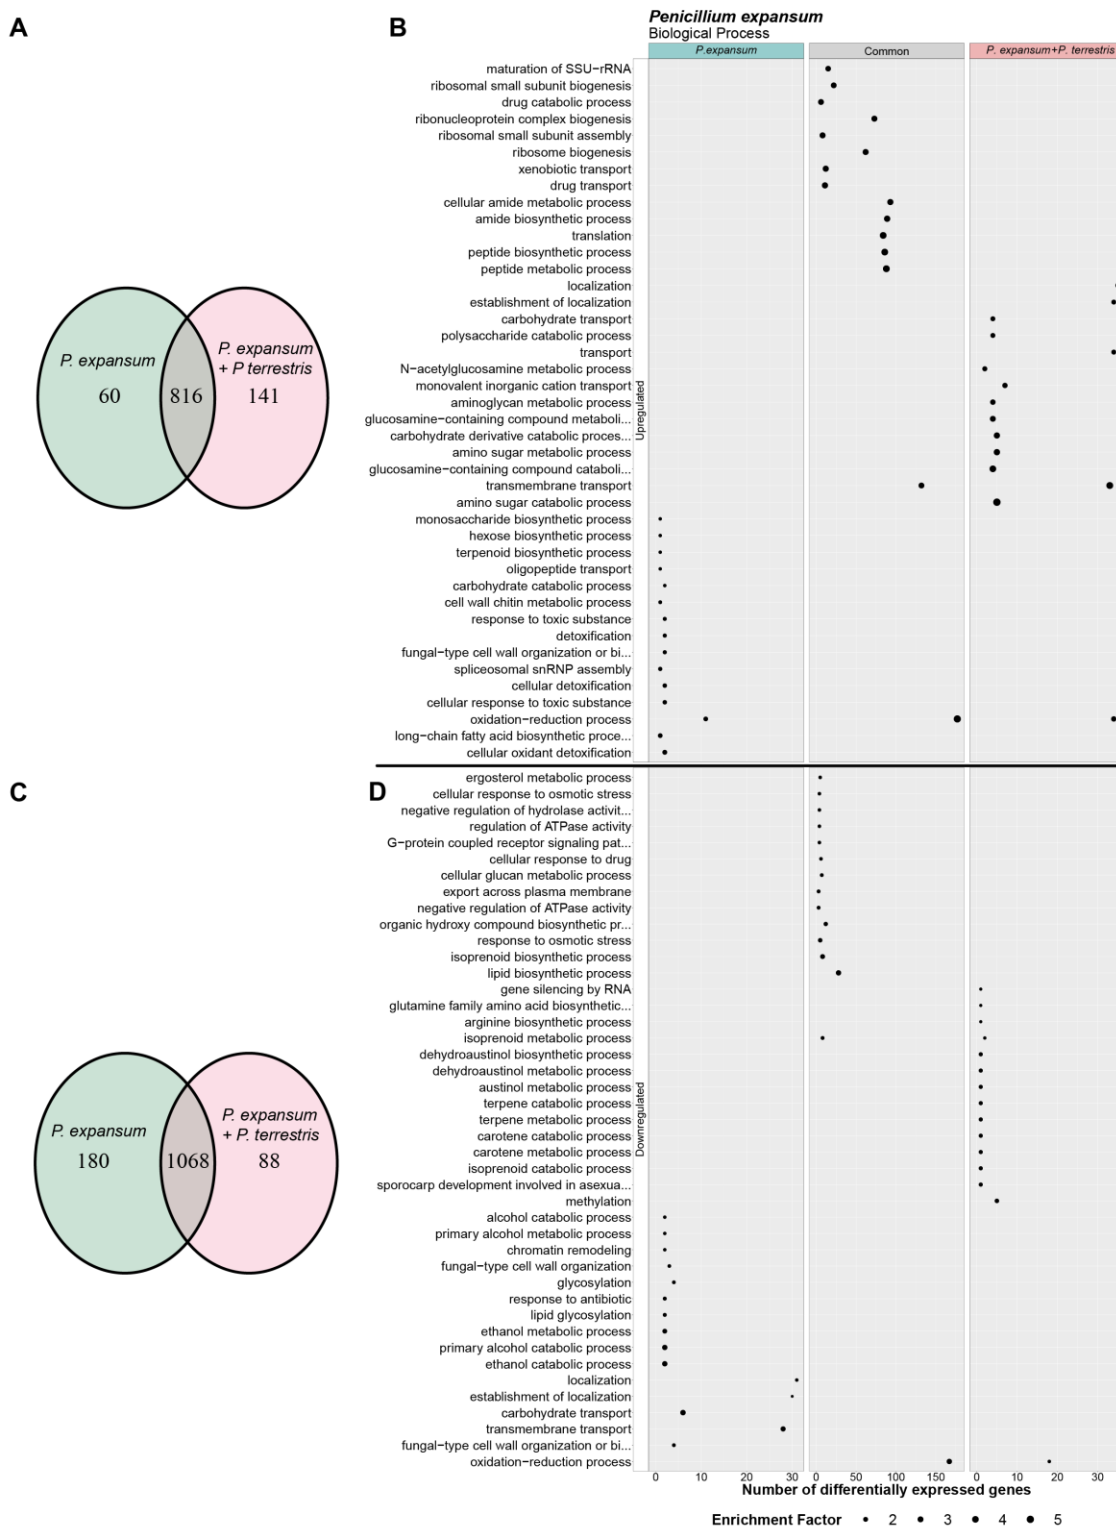 A
P. expansum
60
816
P. expansum
+ P terrestris
141
B
Penicillium expansum
Biological Process
P.expansum
Common
P. expansum+P. terrestris
maturation of SSU−rRNA
ribosomal small subunit biogenesis
drug catabolic process
ribonucleoprotein complex biogenesis
ribosomal small subunit assembly
ribosome biogenesis
xenobiotic transport
drug transport
cellular amide metabolic process
amide biosynthetic process
translation
peptide biosynthetic process
peptide metabolic process
localization
establishment of localization
carbohydrate transport
polysaccharide catabolic process
transport
N−acetylglucosamine metabolic process
monovalent inorganic cation transport
aminoglycan metabolic process
glucosamine−containing compound metaboli...
carbohydrate derivative catabolic proces...
amino sugar metabolic process
glucosamine−containing compound cataboli...
transmembrane transport
amino sugar catabolic process
monosaccharide biosynthetic process
hexose biosynthetic process
terpenoid biosynthetic process
oligopeptide transport
carbohydrate catabolic process
cell wall chitin metabolic process
response to toxic substance
detoxification
fungal−type cell wall organization or bi...
spliceosomal snRNP assembly
cellular detoxification
cellular response to toxic substance
oxidation−reduction process
long−chain fatty acid biosynthetic proce...
cellular oxidant detoxification
Upregulated
C
P. expansum
180
1068
P. expansum
+ P. terrestris
88
D
ergosterol metabolic process
cellular response to osmotic stress
negative regulation of hydrolase activit...
regulation of ATPase activity
G−protein coupled receptor signaling pat...
cellular response to drug
cellular glucan metabolic process
export across plasma membrane
negative regulation of ATPase activity
organic hydroxy compound biosynthetic pr...
response to osmotic stress
isoprenoid biosynthetic process
lipid biosynthetic process
gene silencing by RNA
glutamine family amino acid biosynthetic...
arginine biosynthetic process
isoprenoid metabolic process
dehydroaustinol biosynthetic process
dehydroaustinol metabolic process
austinol metabolic process
terpene catabolic process
terpene metabolic process
carotene catabolic process
carotene metabolic process
isoprenoid catabolic process
sporocarp development involved in asexua...
methylation
alcohol catabolic process
primary alcohol metabolic process
chromatin remodeling
fungal−type cell wall organization
glycosylation
response to antibiotic
lipid glycosylation
ethanol metabolic process
primary alcohol catabolic process
ethanol catabolic process
localization
establishment of localization
carbohydrate transport
transmembrane transport
fungal−type cell wall organization or bi...
oxidation−reduction process
Downregulated
0 10 20 30 0 50 100 150 0 10 20 30
Number of differentially expressed genes
Enrichment Factor 2 3 4 5